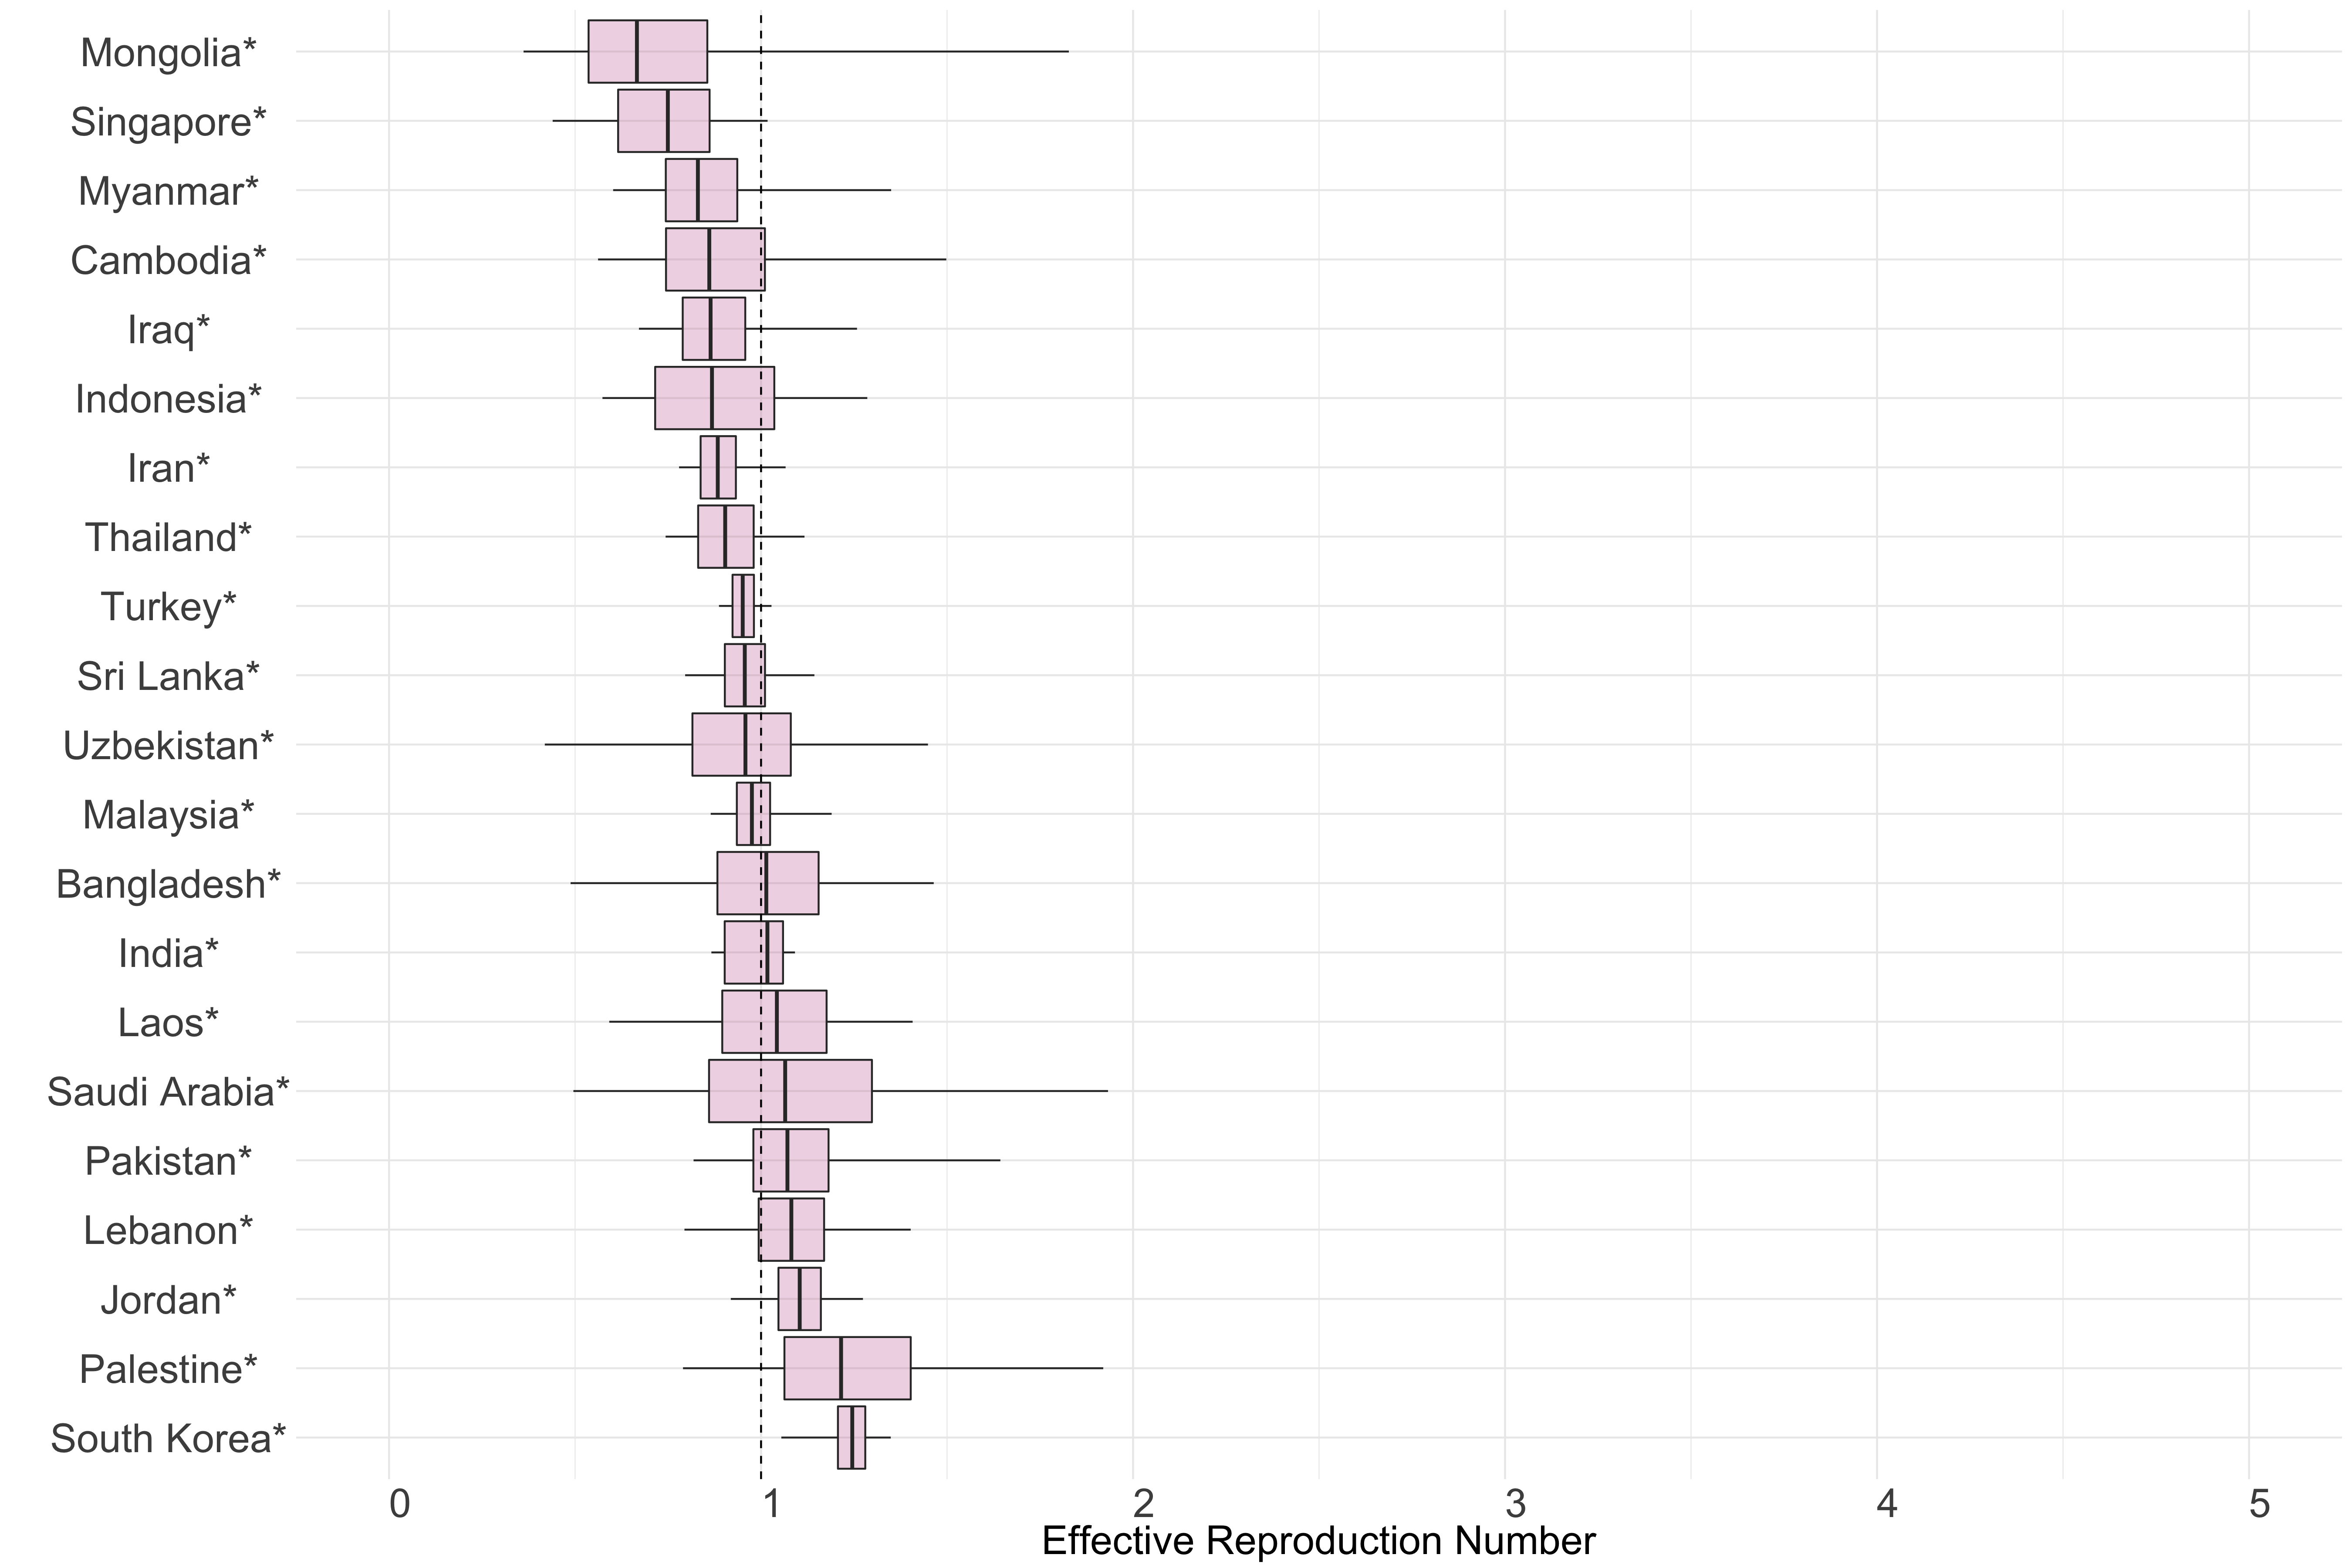 Mongolia*
Singapore*
Myanmar*
Cambodia*
Iraq*
Indonesia*
Iran*
Thailand*
Turkey*
Sri Lanka*
Uzbekistan*
Malaysia*
Bangladesh*
India*
Laos*
Saudi Arabia*
Pakistan*
Lebanon*
Jordan*
Palestine*
South Korea*
0 1 2 3 4 5
Effective Reproduction Number